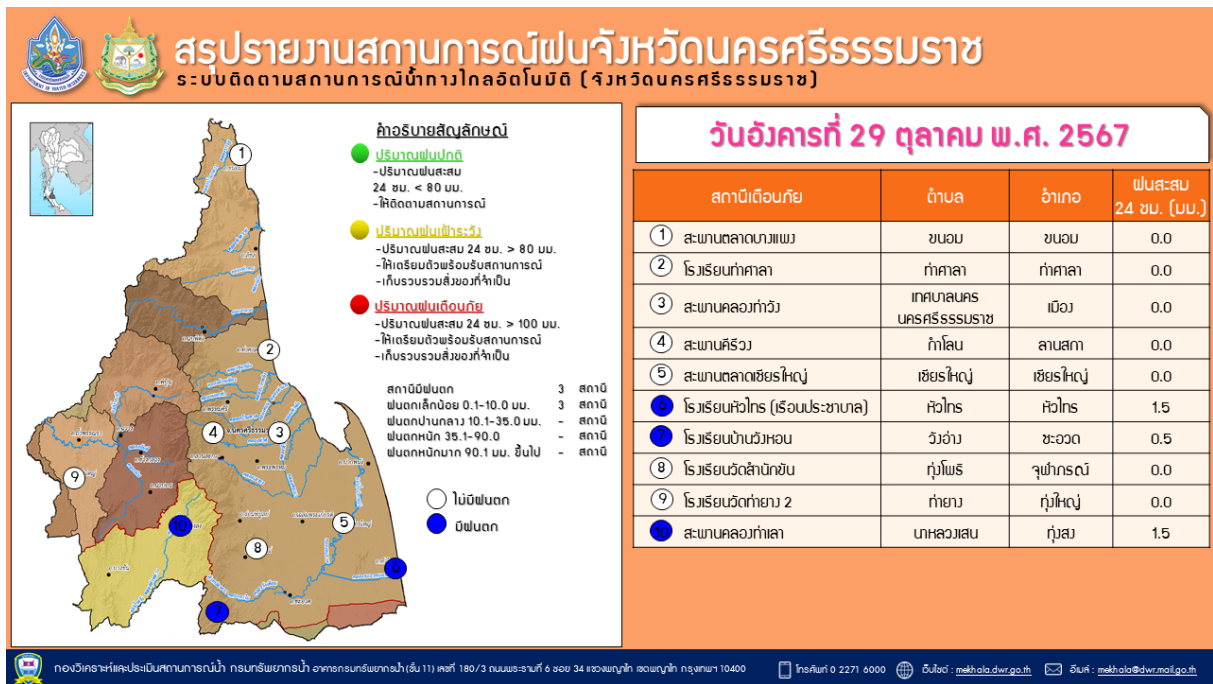 สรุปรายงานสถานการณ์ฝนจังหวัดนครศรีธรรมราช
ระบบติดตามสถานการณ์น้ำทางไกลอัตโนมัติ (จังหวัดนครศรีธรรมราช)
คำอธิบายสัญลักษณ์
ปริมาณฝนปกติ
-ปริมาณฝนสะสม
24 ชม. < 80 มม.
-ให้ติดตามสถานการณ์
ปริมาณฝนเฝ้าระวัง
-ปริมาณฝนสะสม 24 ชม. > 80 มม.
-ให้เตรียมตัวพร้อมรับสถานการณ์
-เก็บรวบรวมสิ่งของที่จำเป็น
ปริมาณฝนเตือนภัย
-ปริมาณฝนสะสม 24 ชม. > 100 มม.
-ให้เตรียมตัวพร้อมรับสถานการณ์
-เก็บรวบรวมสิ่งของที่จำเป็น
สถานีมีฝนตก 3 สถานี
ฝนตกเล็กน้อย 0.1-10.0 มม. 3 สถานี
ฝนตกปานกลาง 10.1-35.0 มม. - สถานี
ฝนตกหนัก 35.1-90.0 - สถานี
ฝนตกหนักมาก 90.1 มม. ขึ้นไป - สถานี
ไม่มีฝนตก
มีฝนตก
1
2
4
3
9
10
5
8
6
7
วันอังคารที่ 29 ตุลาคม พ.ศ. 2567
สถานีเตือนภัย ตำบล อำเภอ ฝนสะสม
24 ชม. (มม.)
1 สะพานตลาดบางแพง ขนอม ขนอม 0.0
2 โรงเรียนท่าศาลา ท่าศาลา ท่าศาลา 0.0
3 สะพานคลองท่าวัง เทศบาลนคร
นครศรีธรรมราช เมือง 0.0
4 สะพานคีรีวง กำโลน ลานสกา 0.0
5 สะพานตลาดเชียรใหญ่ เชียรใหญ่ เชียรใหญ่ 0.0
6 โรงเรียนหัวไทร (เรือนประชาบาล) หัวไทร หัวไทร 1.5
7 โรงเรียนบ้านวังหอน วังอ่าง ชะอวด 0.5
8 โรงเรียนวัดสำนักขัน ทุ่งโพธิ จุฬาภรณ์ 0.0
9 โรงเรียนวัดท่ายาง 2 ท่ายาง ทุ่งใหญ่ 0.0
10 สะพานคลองท่าเลา นาหลวงเสน ทุ่งสง 1.5
กองวิเคราะห์และประเมินสถานการณ์น้ำ กรมทรัพยากรน้ำ อาคารกรมทรัพยากรน้ำ (ชั้น 11) เลขที่ 180/3 ถนนพระรามที่ 6 ซอย 34 แขวงพญาไท เขตพญาไท กรุงเทพฯ 10400 โทรศัพท์ 0 2271 6000 เว็บไซต์ : mekhala.dwr.go.th อีเมล์ : mekhala@dwr.mail.go.th